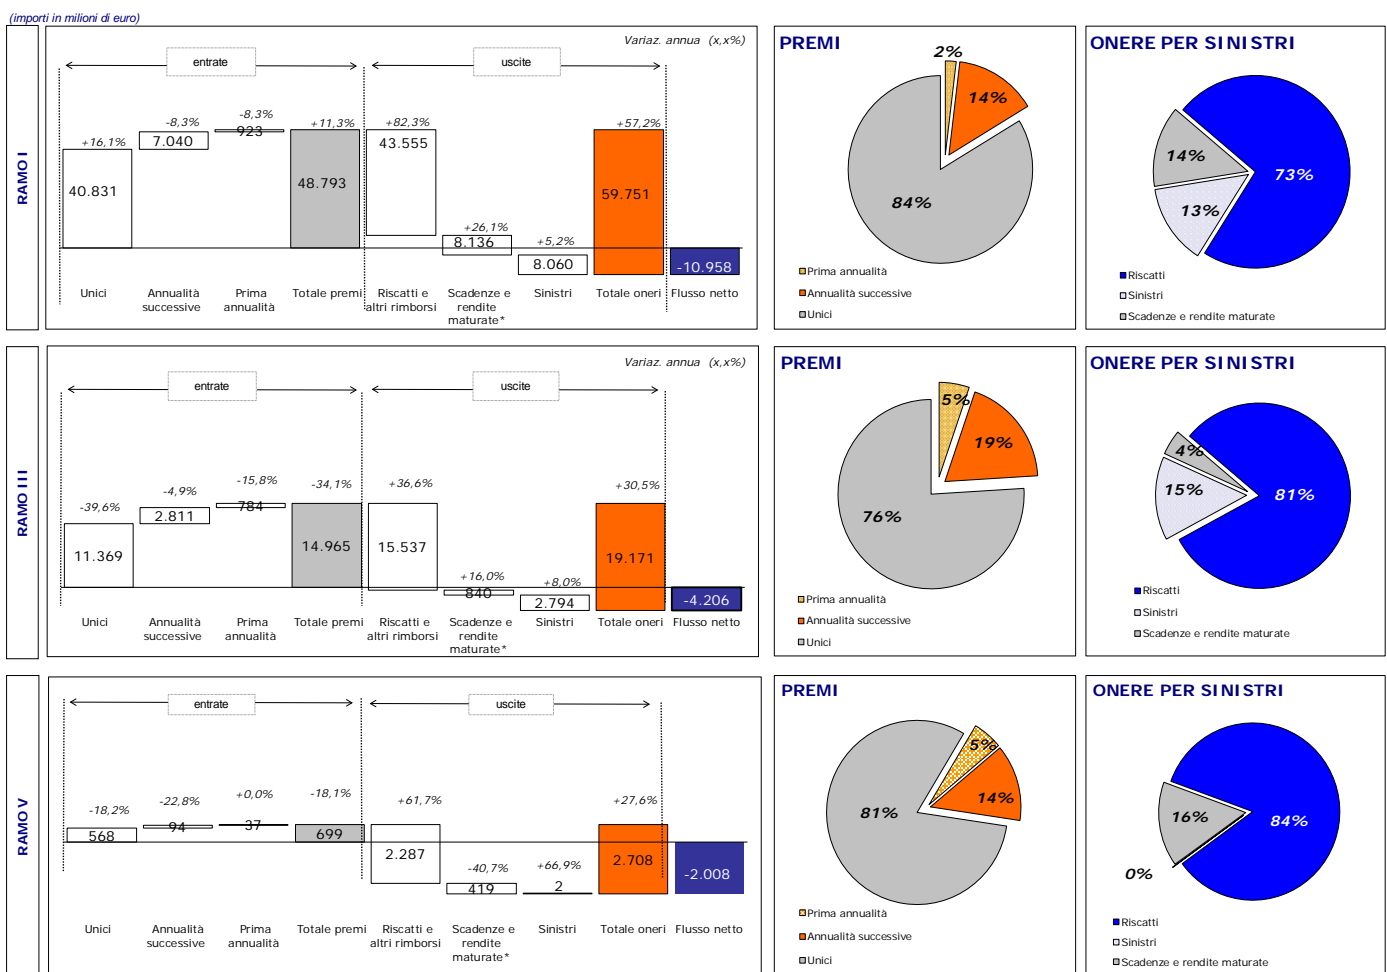 (importi in milioni di euro)
RAMO I
Variaz. annua (x,x%)
entrate
uscite
+16,1%
-8,3%
-8,3%
+11,3%
+82,3%
+26,1%
+5,2%
+57,2%
40.831
7.040
923
48.793
43.555
8.136
8.060
59.751
-10.958
Unici
Annualità successive
Prima annualità
Totale premi
Riscatti e altri rimborsi
Scadenze e rendite maturate*
Sinistri
Totale oneri
Flusso netto
PREMI
2%
14%
84%
Prima annualità
Annualità successive
Unici
ONERE PER SINISTRI
14%
73%
13%
Riscatti
Sinistri
Scadenze e rendite maturate
RAMO III
Variaz. annua (x,x%)
entrate
uscite
-39,6%
-4,9%
-15,8%
-34,1%
+36,6%
+16,0%
+8,0%
+30,5%
11.369
2.811
784
14.965
15.537
840
2.794
19.171
-4.206
Unici
Annualità successive
Prima annualità
Totale premi
Riscatti e altri rimborsi
Scadenze e rendite maturate*
Sinistri
Totale oneri
Flusso netto
PREMI
5%
19%
76%
Prima annualità
Annualità successive
Unici
ONERE PER SINISTRI
4%
15%
81%
Riscatti
Sinistri
Scadenze e rendite maturate
RAMO V
entrate
uscite
-18,2%
-22,8%
+0,0%
-18,1%
+61,7%
-40,7%
+66,9%
+27,6%
568
94
37
699
2.287
419
2
2.708
-2.008
Unici
Annualità successive
Prima annualità
Totale premi
Riscatti e altri rimborsi
Scadenze e rendite maturate*
Sinistri
Totale oneri
Flusso netto
PREMI
5%
14%
81%
Prima annualità
Annualità successive
Unici
ONERE PER SINISTRI
16%
84%
0%
Riscatti
Sinistri
Scadenze e rendite maturate